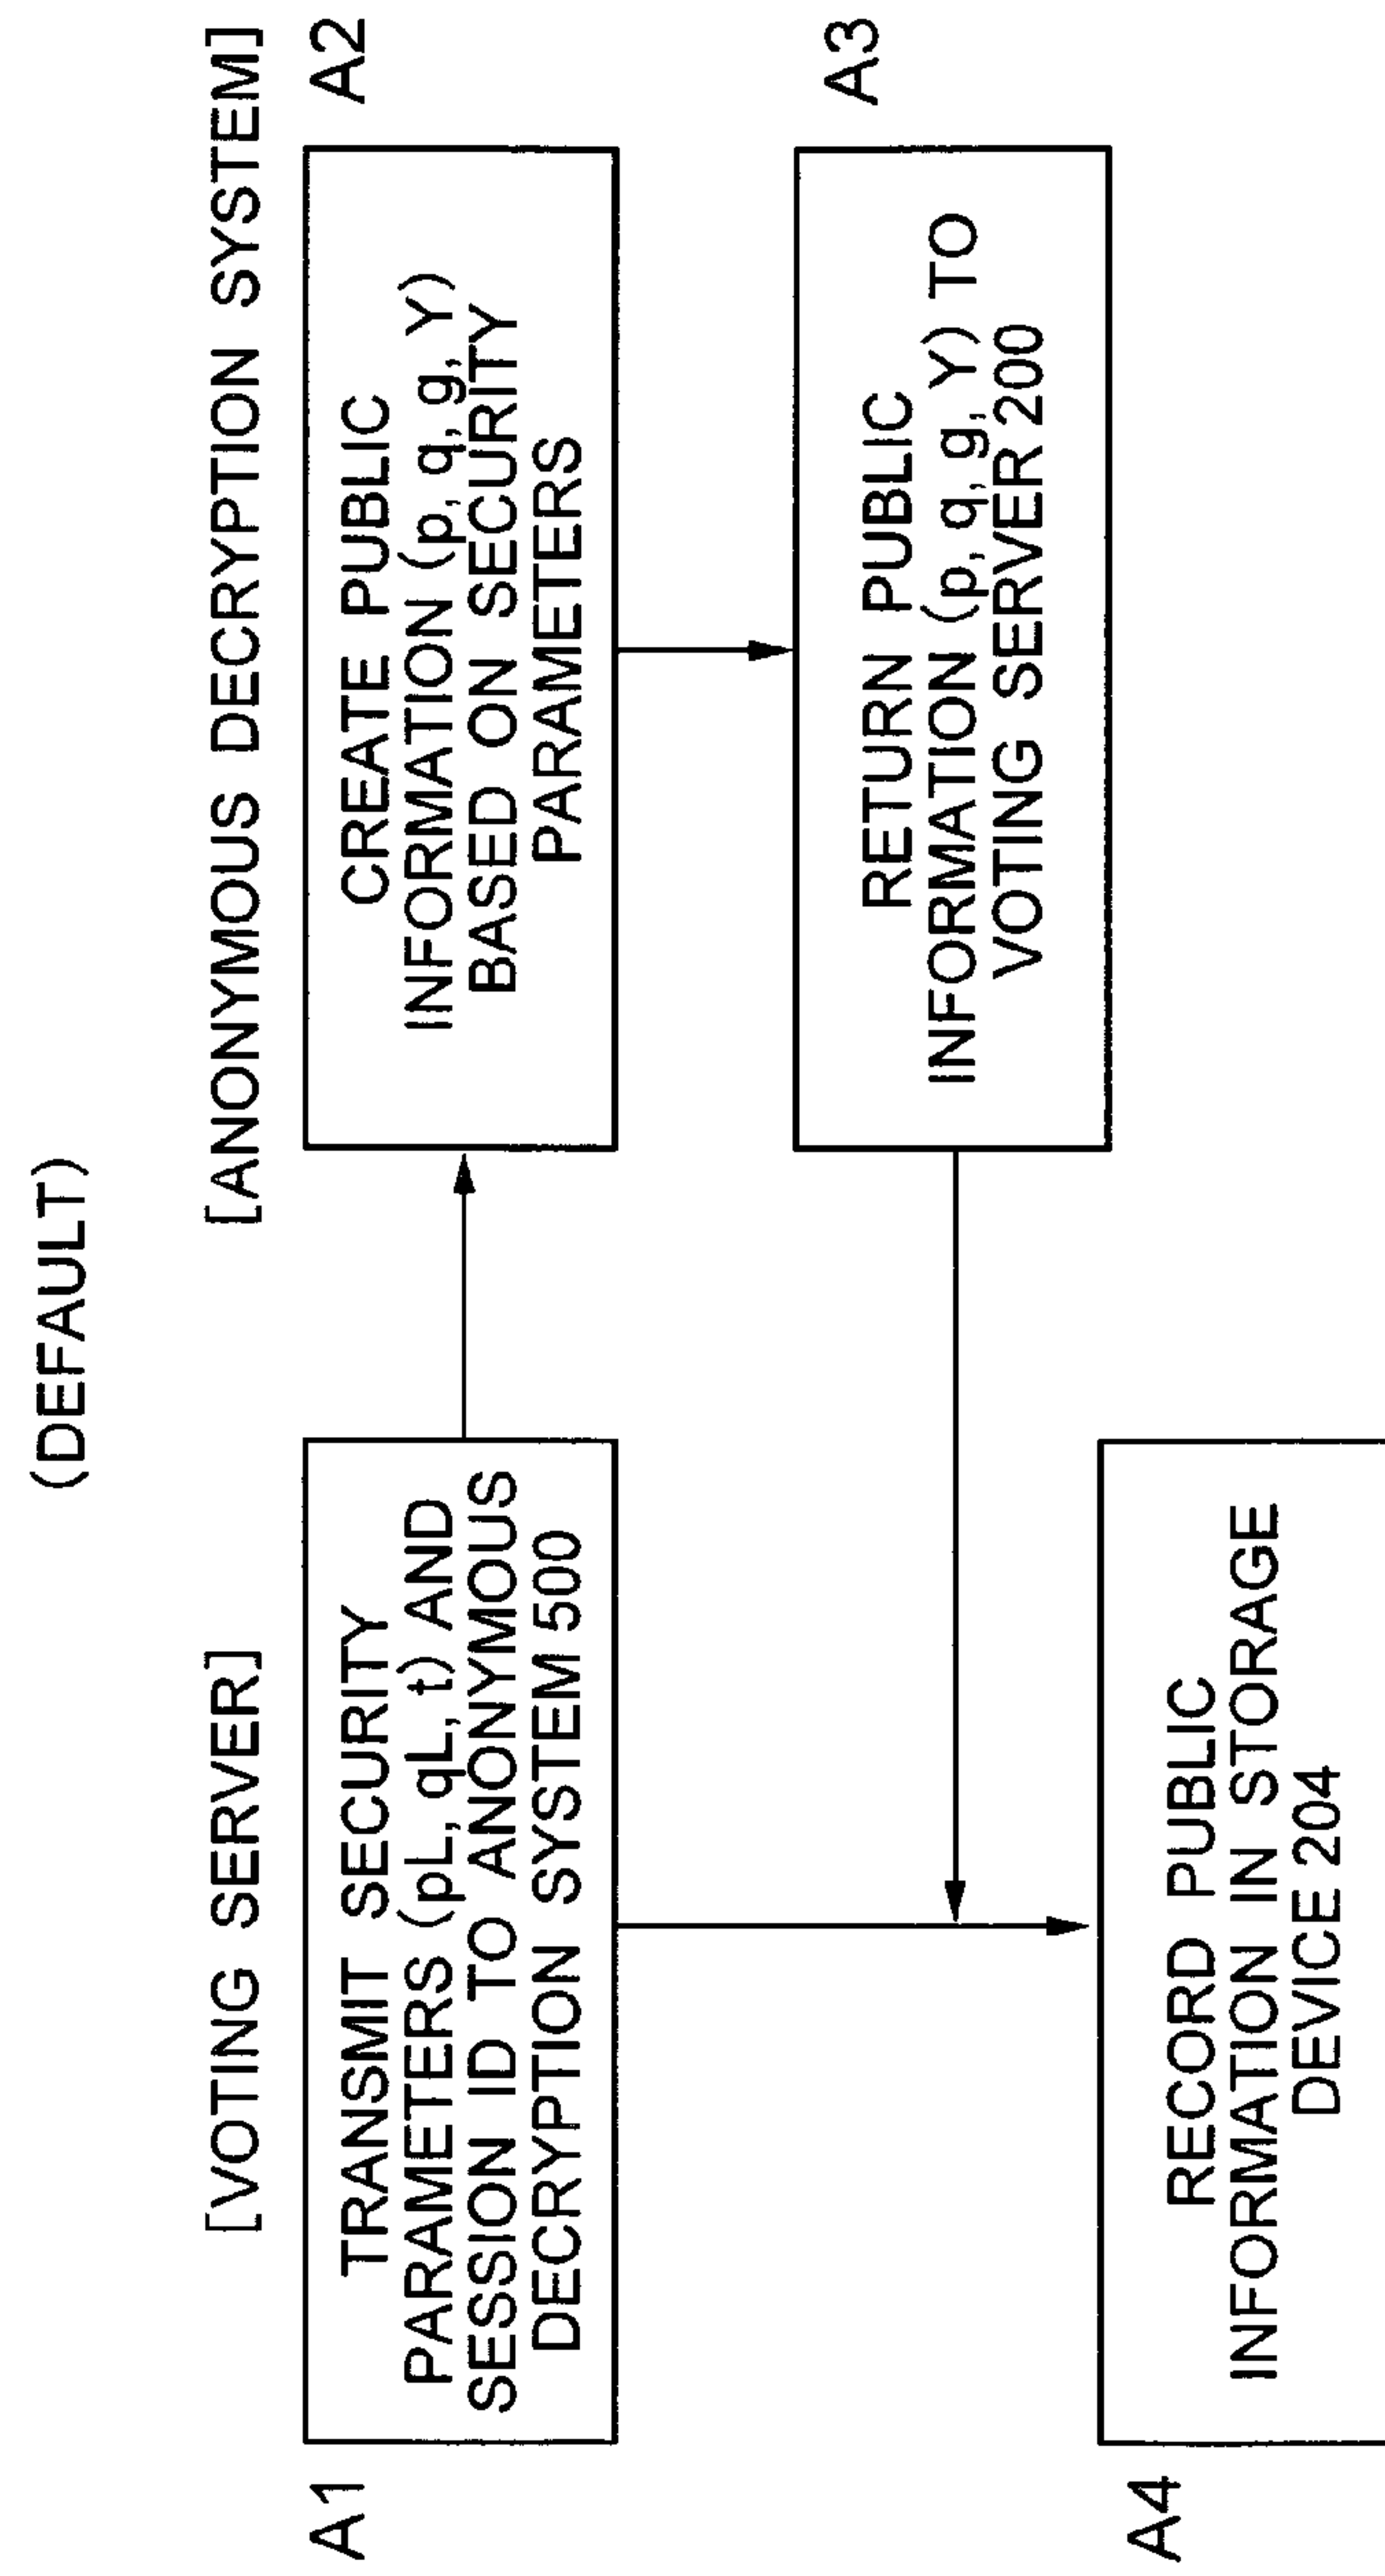 (DEFAULT)
[VOTING SERVER]
[ANONYMOUS DECRYPTION SYSTEM]
A1
TRANSMIT SECURITY
PARAMETERS (pL, qL, t) AND
SESSION ID TO ANONYMOUS
DECRYPTION SYSTEM 500
A2
CREATE PUBLIC
INFORMATION (p, q, g, Y)
BASED ON SECURITY
PARAMETERS
A3
RETURN PUBLIC
INFORMATION (p, q, g, Y) TO
VOTING SERVER 200
A4
RECORD PUBLIC
INFORMATION IN STORAGE
DEVICE 204